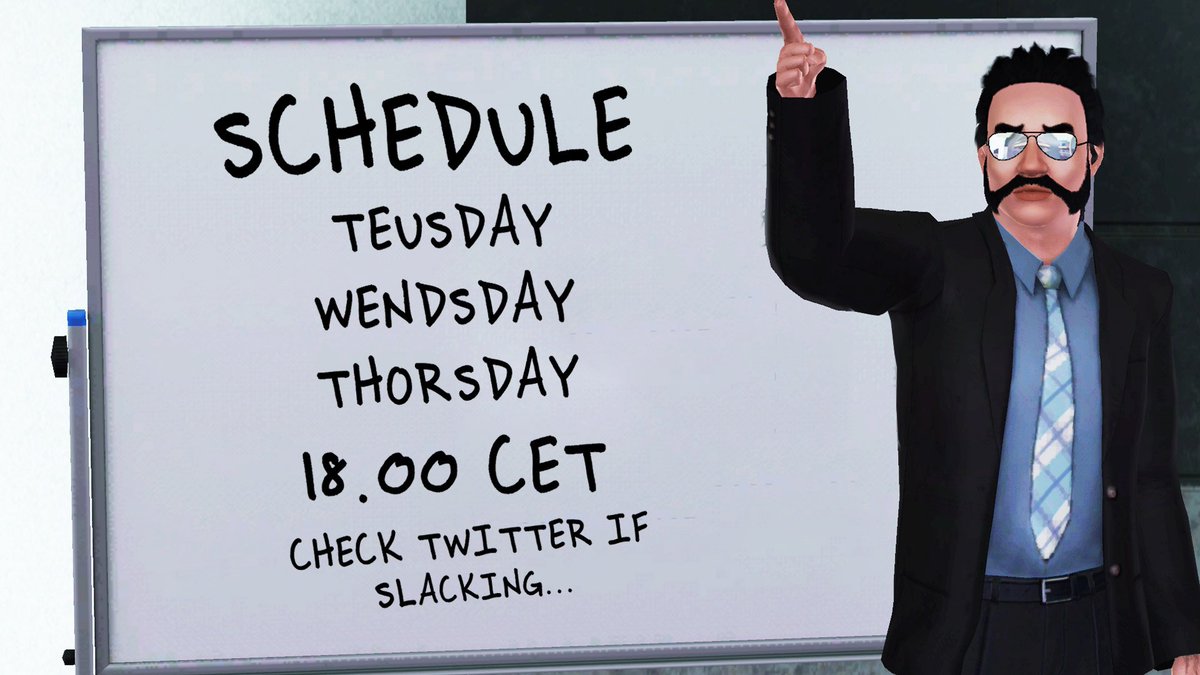 SCHEDULE
TEUSDAY
WENDSDAY
THORSDAY
18.00 CET
CHECK TWITTER IF
SLACKING...